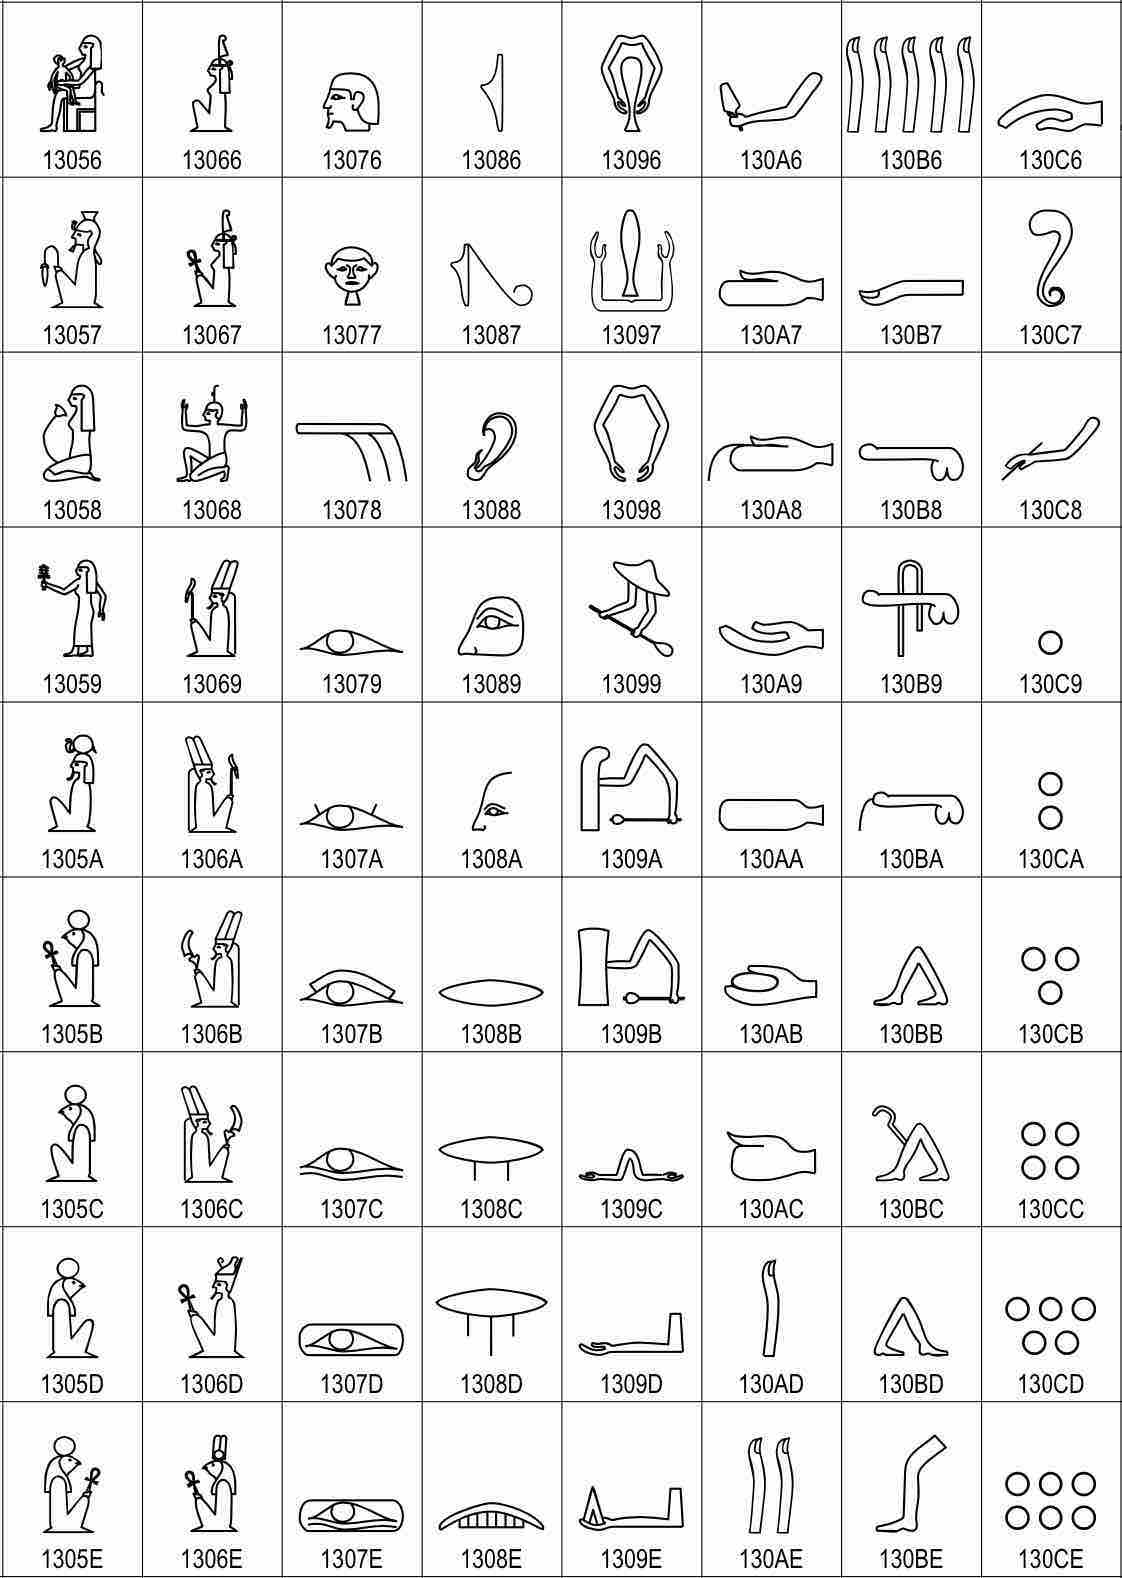 𓁖 𓁦 𓁶 𓂆 𓂖 𓂦 𓂶 𓃆
13056 13066 13076 13086 13096 130A6 130B6 130C6
𓁗 𓁧 𓁷 𓂇 𓂗 𓂧 𓂷 𓃇
13057 13067 13077 13087 13097 130A7 130B7 130C7
𓁘 𓁨 𓁸 𓂈 𓂘 𓂨 𓂸 𓃈
13058 13068 13078 13088 13098 130A8 130B8 130C8
𓁙 𓁩 𓁹 𓂉 𓂙 𓂩 𓂹 𓃉
13059 13069 13079 13089 13099 130A9 130B9 130C9
𓁚 𓁪 𓁺 𓂊 𓂚 𓂪 𓂺 𓃊
1305A 1306A 1307A 1308A 1309A 130AA 130BA 130CA
𓁛 𓁫 𓁻 𓂋 𓂛 𓂫 𓂻 𓃋
1305B 1306B 1307B 1308B 1309B 130AB 130BB 130CB
𓁜 𓁬 𓁼 𓂌 𓂜 𓂬 𓂼 𓃌
1305C 1306C 1307C 1308C 1309C 130AC 130BC 130CC
𓁝 𓁭 𓁽 𓂍 𓂝 𓂭 𓂽 𓃍
1305D 1306D 1307D 1308D 1309D 130AD 130BD 130CD
𓁞 𓁮 𓁾 𓂎 𓂞 𓂮 𓂾 𓃎
1305E 1306E 1307E 1308E 1309E 130AE 130BE 130CE